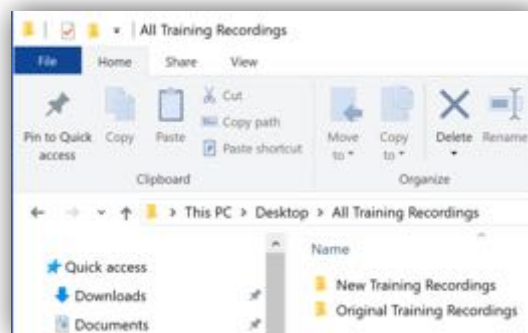 All Training Recordings
File Home Share View
Pin to Quick access
Copy
Paste
Cut
Copy path
Paste shortcut
Move to
Copy to
Delete
Rename
Clipboard
Organize
This PC > Desktop > All Training Recordings
Name
Quick access
Downloads
Documents
New Training Recordings
Original Training Recordings